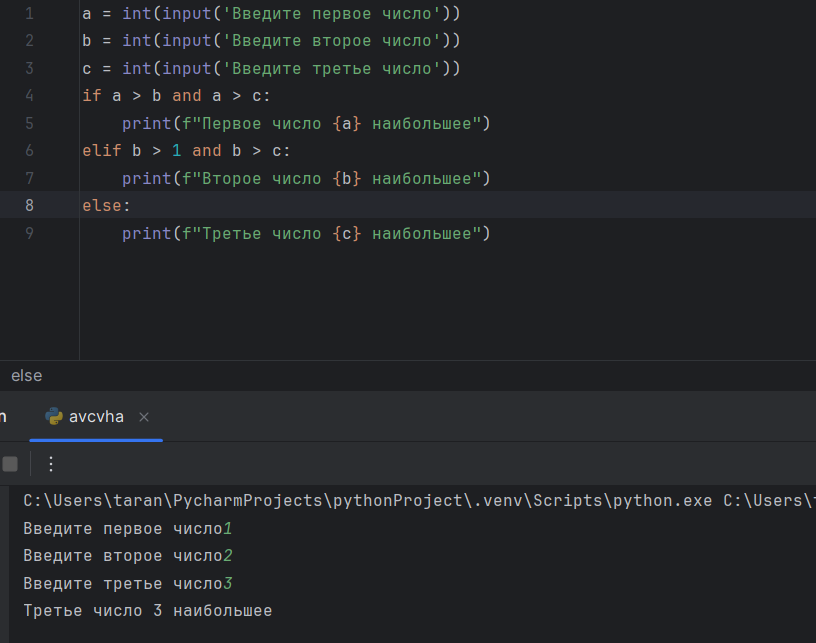 1 a = int(input('Введите первое число'))
2 b = int(input('Введите второе число'))
3 c = int(input('Введите третье число'))
4 if a > b and a > c:
5 print(f"Первое число {a} наибольшее")
6 elif b > 1 and b > c:
7 print(f"Второе число {b} наибольшее")
8 else:
9 print(f"Третье число {c} наибольшее")
else
avcvha
C:\Users\taran\PycharmProjects\pythonProject\.venv\Scripts\python.exe C:\Users\
Введите первое число1
Введите второе число2
Введите третье число3
Третье число 3 наибольшее